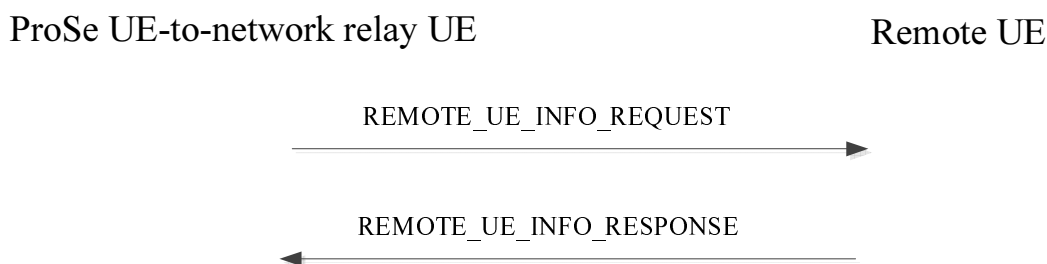 ProSe UE-to-network relay UE
Remote UE
REMOTE_UE_INFO_REQUEST
REMOTE_UE_INFO_RESPONSE